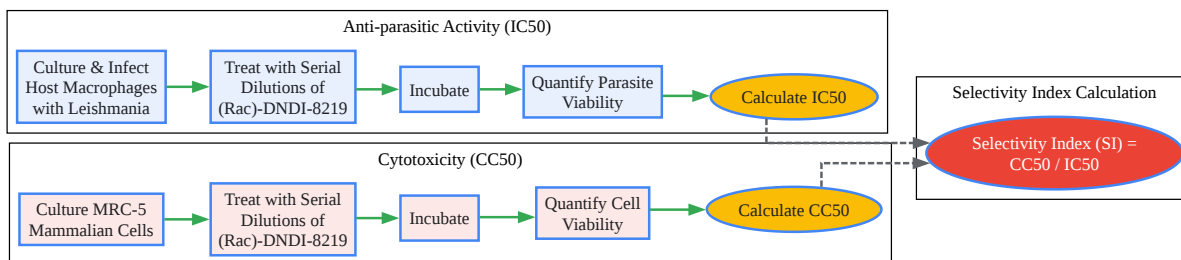 Anti-parasitic Activity (IC50)
Culture & Infect
Host Macrophages
with Leishmania
Treat with Serial
Dilutions of
(Rac)-DNDI-8219
Incubate
Quantify Parasite
Viability
Calculate IC50
Cytotoxicity (CC50)
Culture MRC-5
Mammalian Cells
Treat with Serial
Dilutions of
(Rac)-DNDI-8219
Incubate
Quantify Cell
Viability
Calculate CC50
Selectivity Index Calculation
Selectivity Index (SI) =
CC50 / IC50